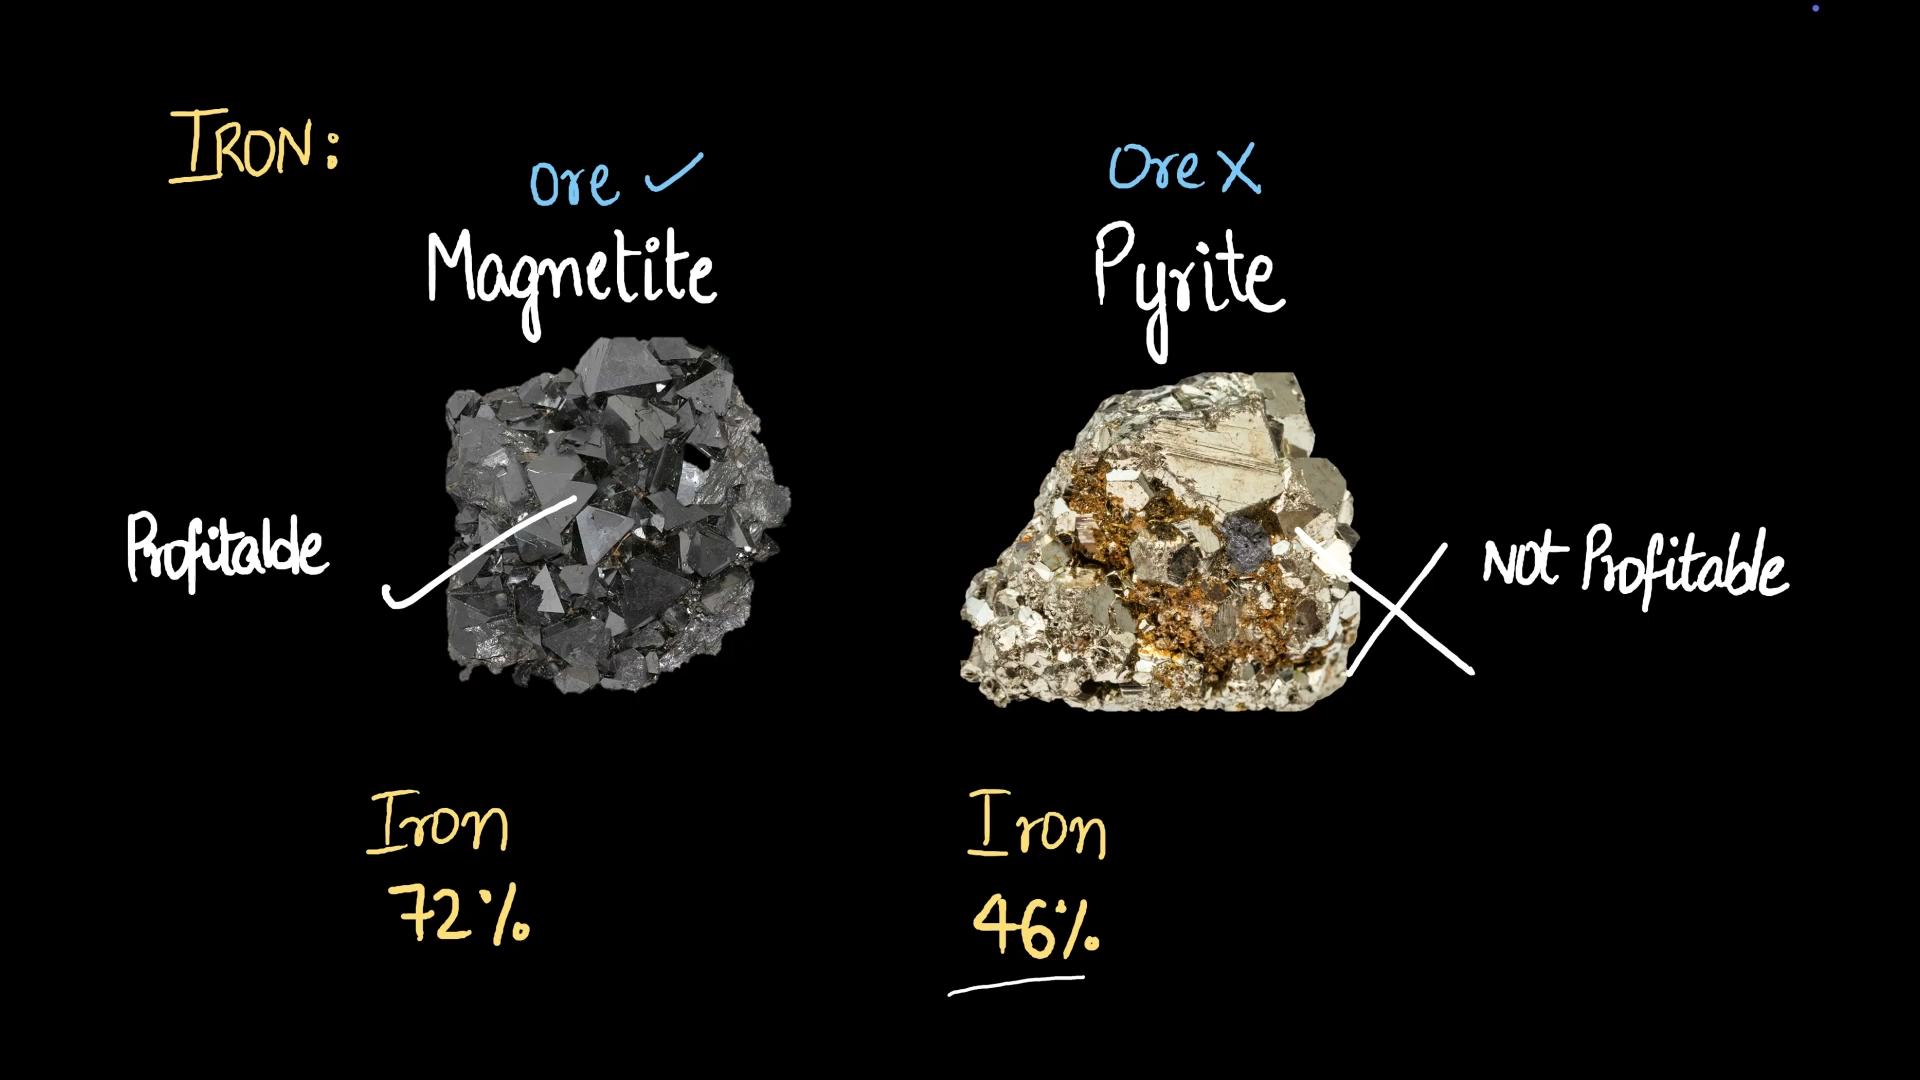 IRON:
Ore ✓
Ore X
Magnetite
Pyrite
Profitable
Not Profitable
Iron
72%
Iron
46%